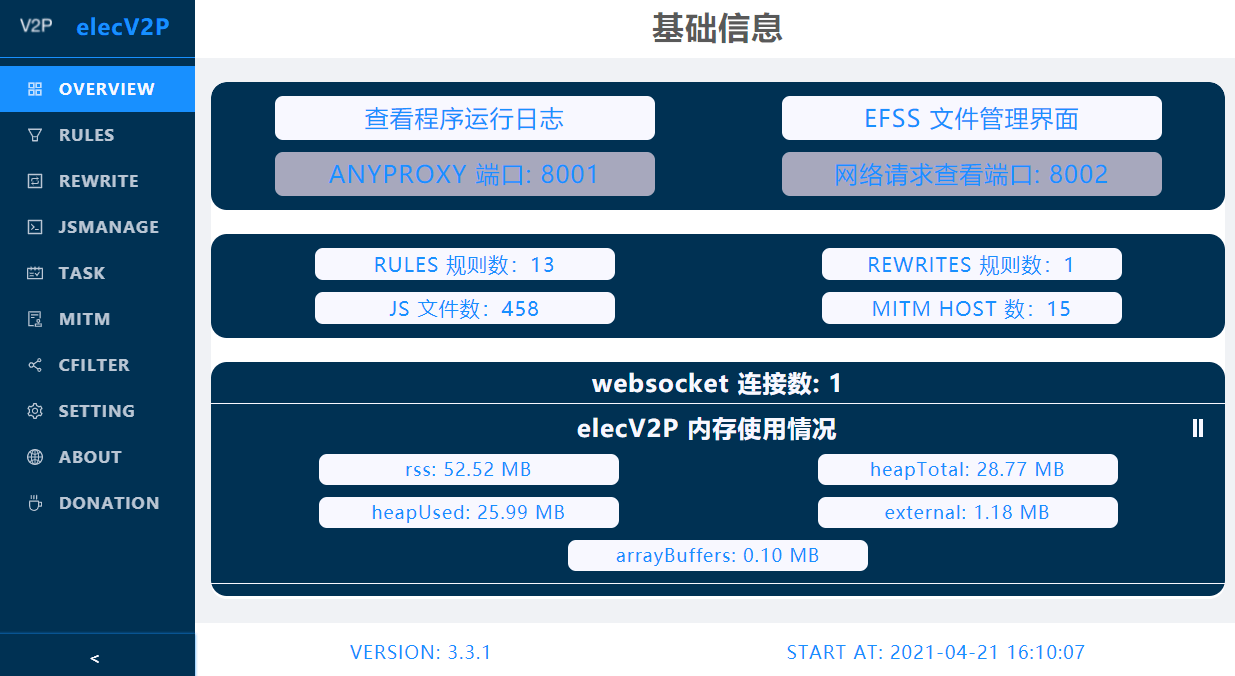 V2P elecV2P
OVERVIEW
RULES
REWRITE
JSMANAGE
TASK
MITM
CFILTER
SETTING
ABOUT
DONATION
<
基础信息
查看程序运行日志
EFSS 文件管理界面
ANYPROXY 端口: 8001
网络请求查看端口: 8002
RULES 规则数：13
REWRITES 规则数：1
JS 文件数：458
MITM HOST 数：15
websocket 连接数: 1
elecV2P 内存使用情况
rss: 52.52 MB
heapTotal: 28.77 MB
heapUsed: 25.99 MB
external: 1.18 MB
arrayBuffers: 0.10 MB
VERSION: 3.3.1
START AT: 2021-04-21 16:10:07